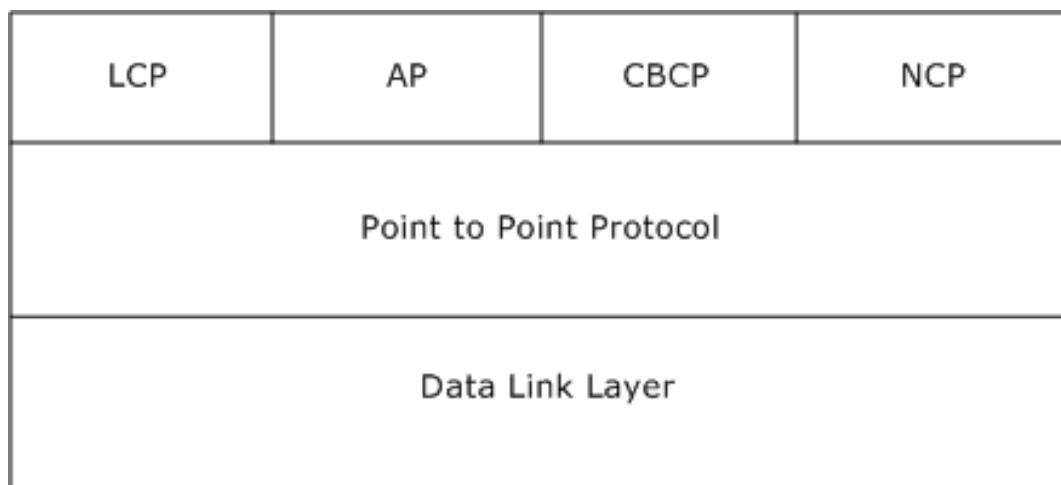 LCP AP CBCP NCP
Point to Point Protocol
Data Link Layer